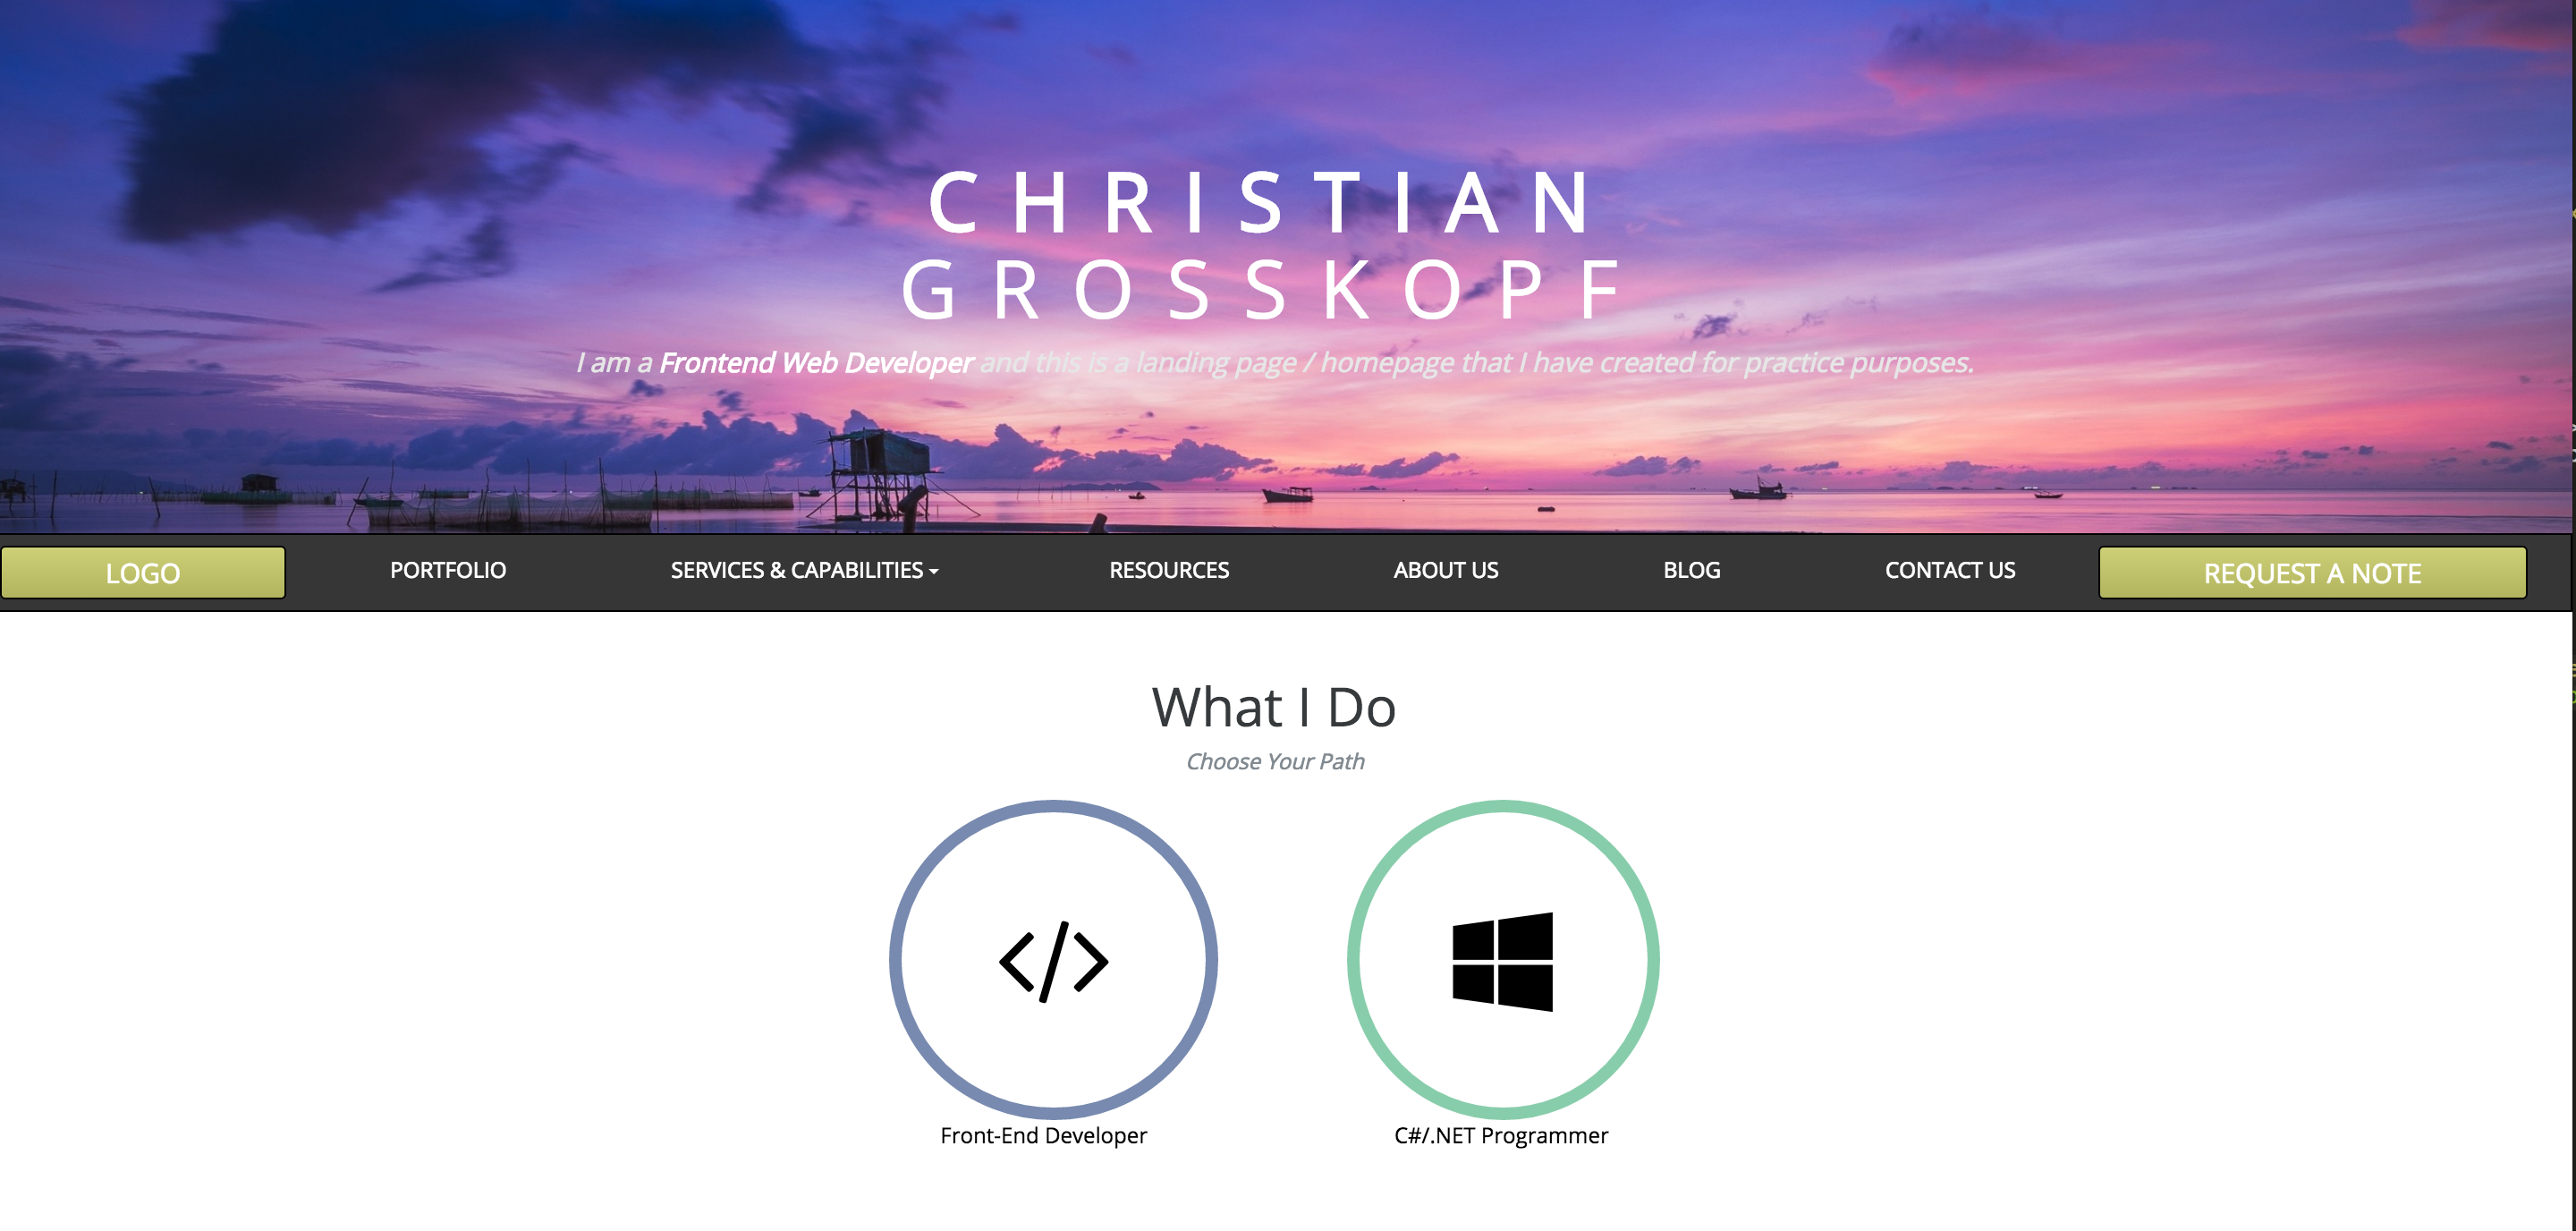 CHRISTIAN
GROSSKOPF
I am a Frontend Web Developer and this is a landing page / homepage that I have created for practice purposes.
LOGO PORTFOLIO SERVICES & CAPABILITIES RESOURCES ABOUT US BLOG CONTACT US REQUEST A NOTE
What I Do
Choose Your Path
</>
Front-End Developer C#/.NET Programmer